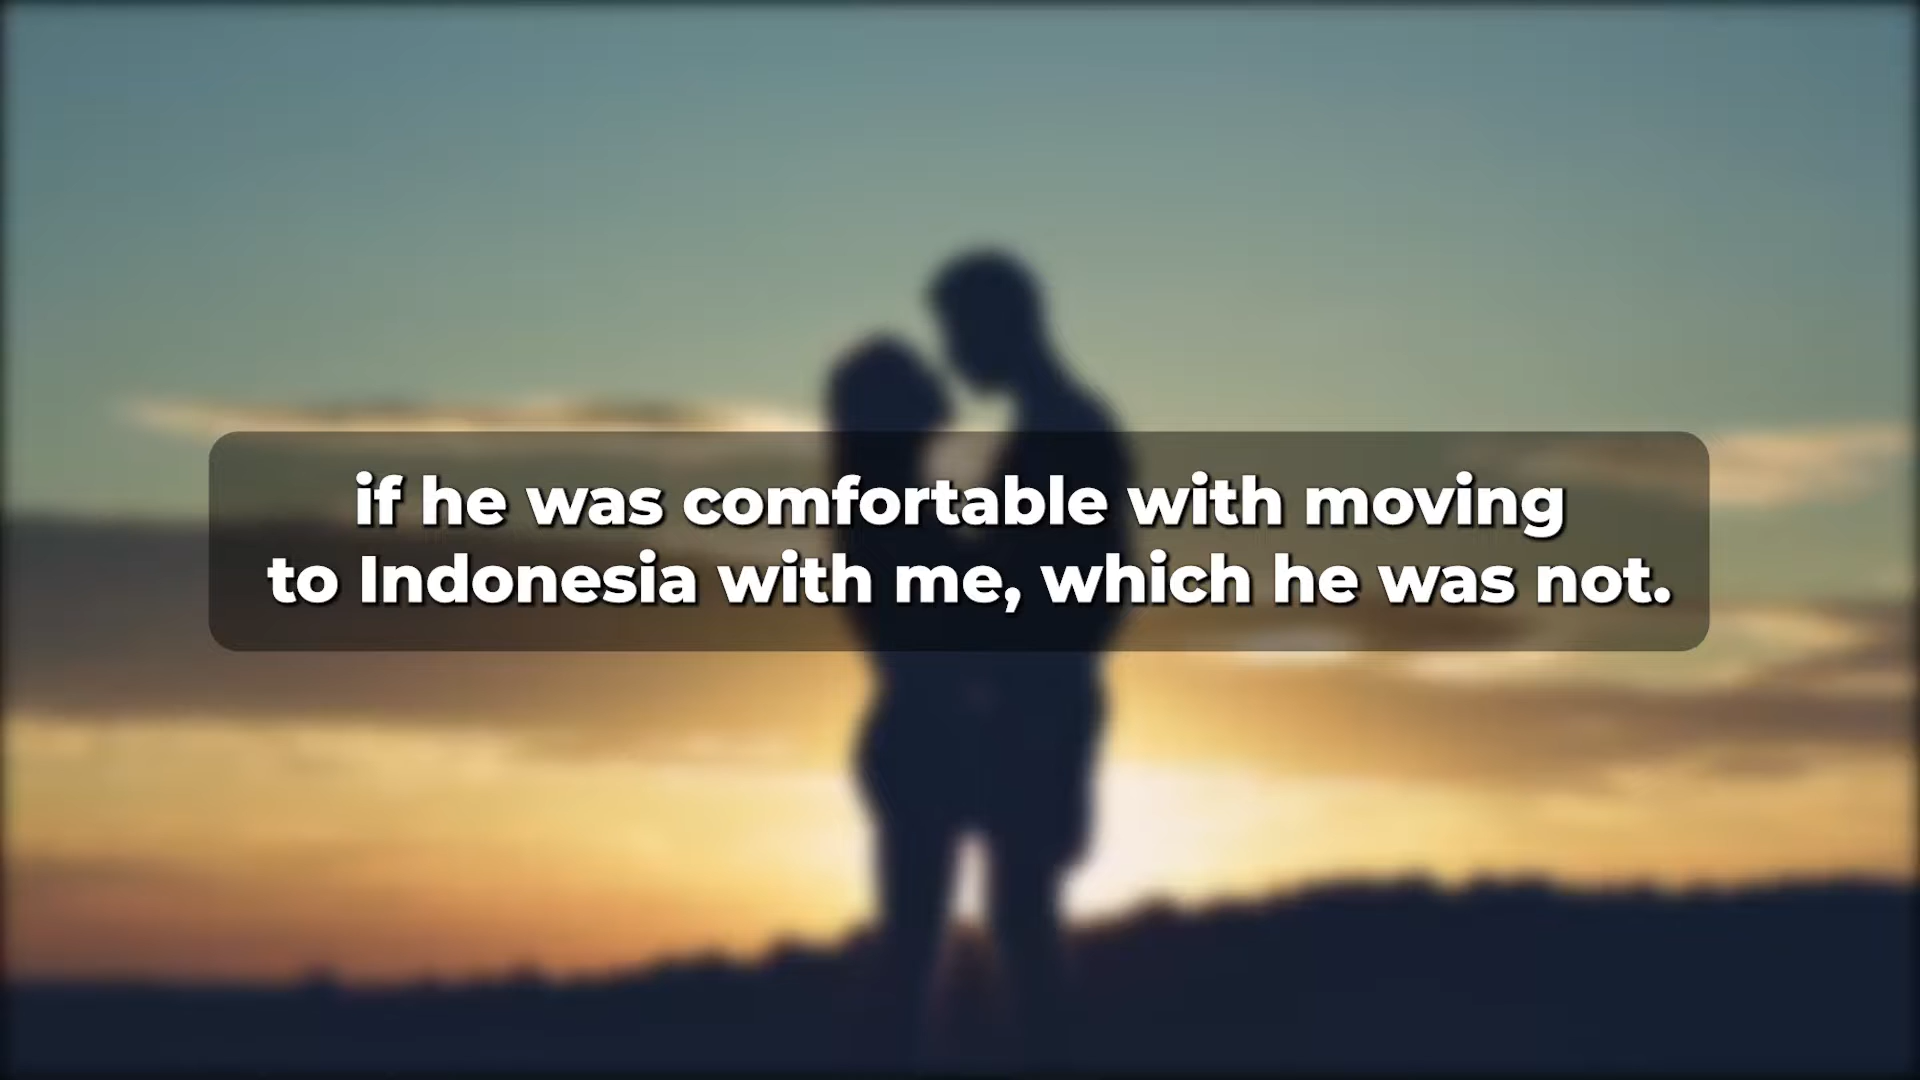 if he was comfortable with moving
to Indonesia with me, which he was not.